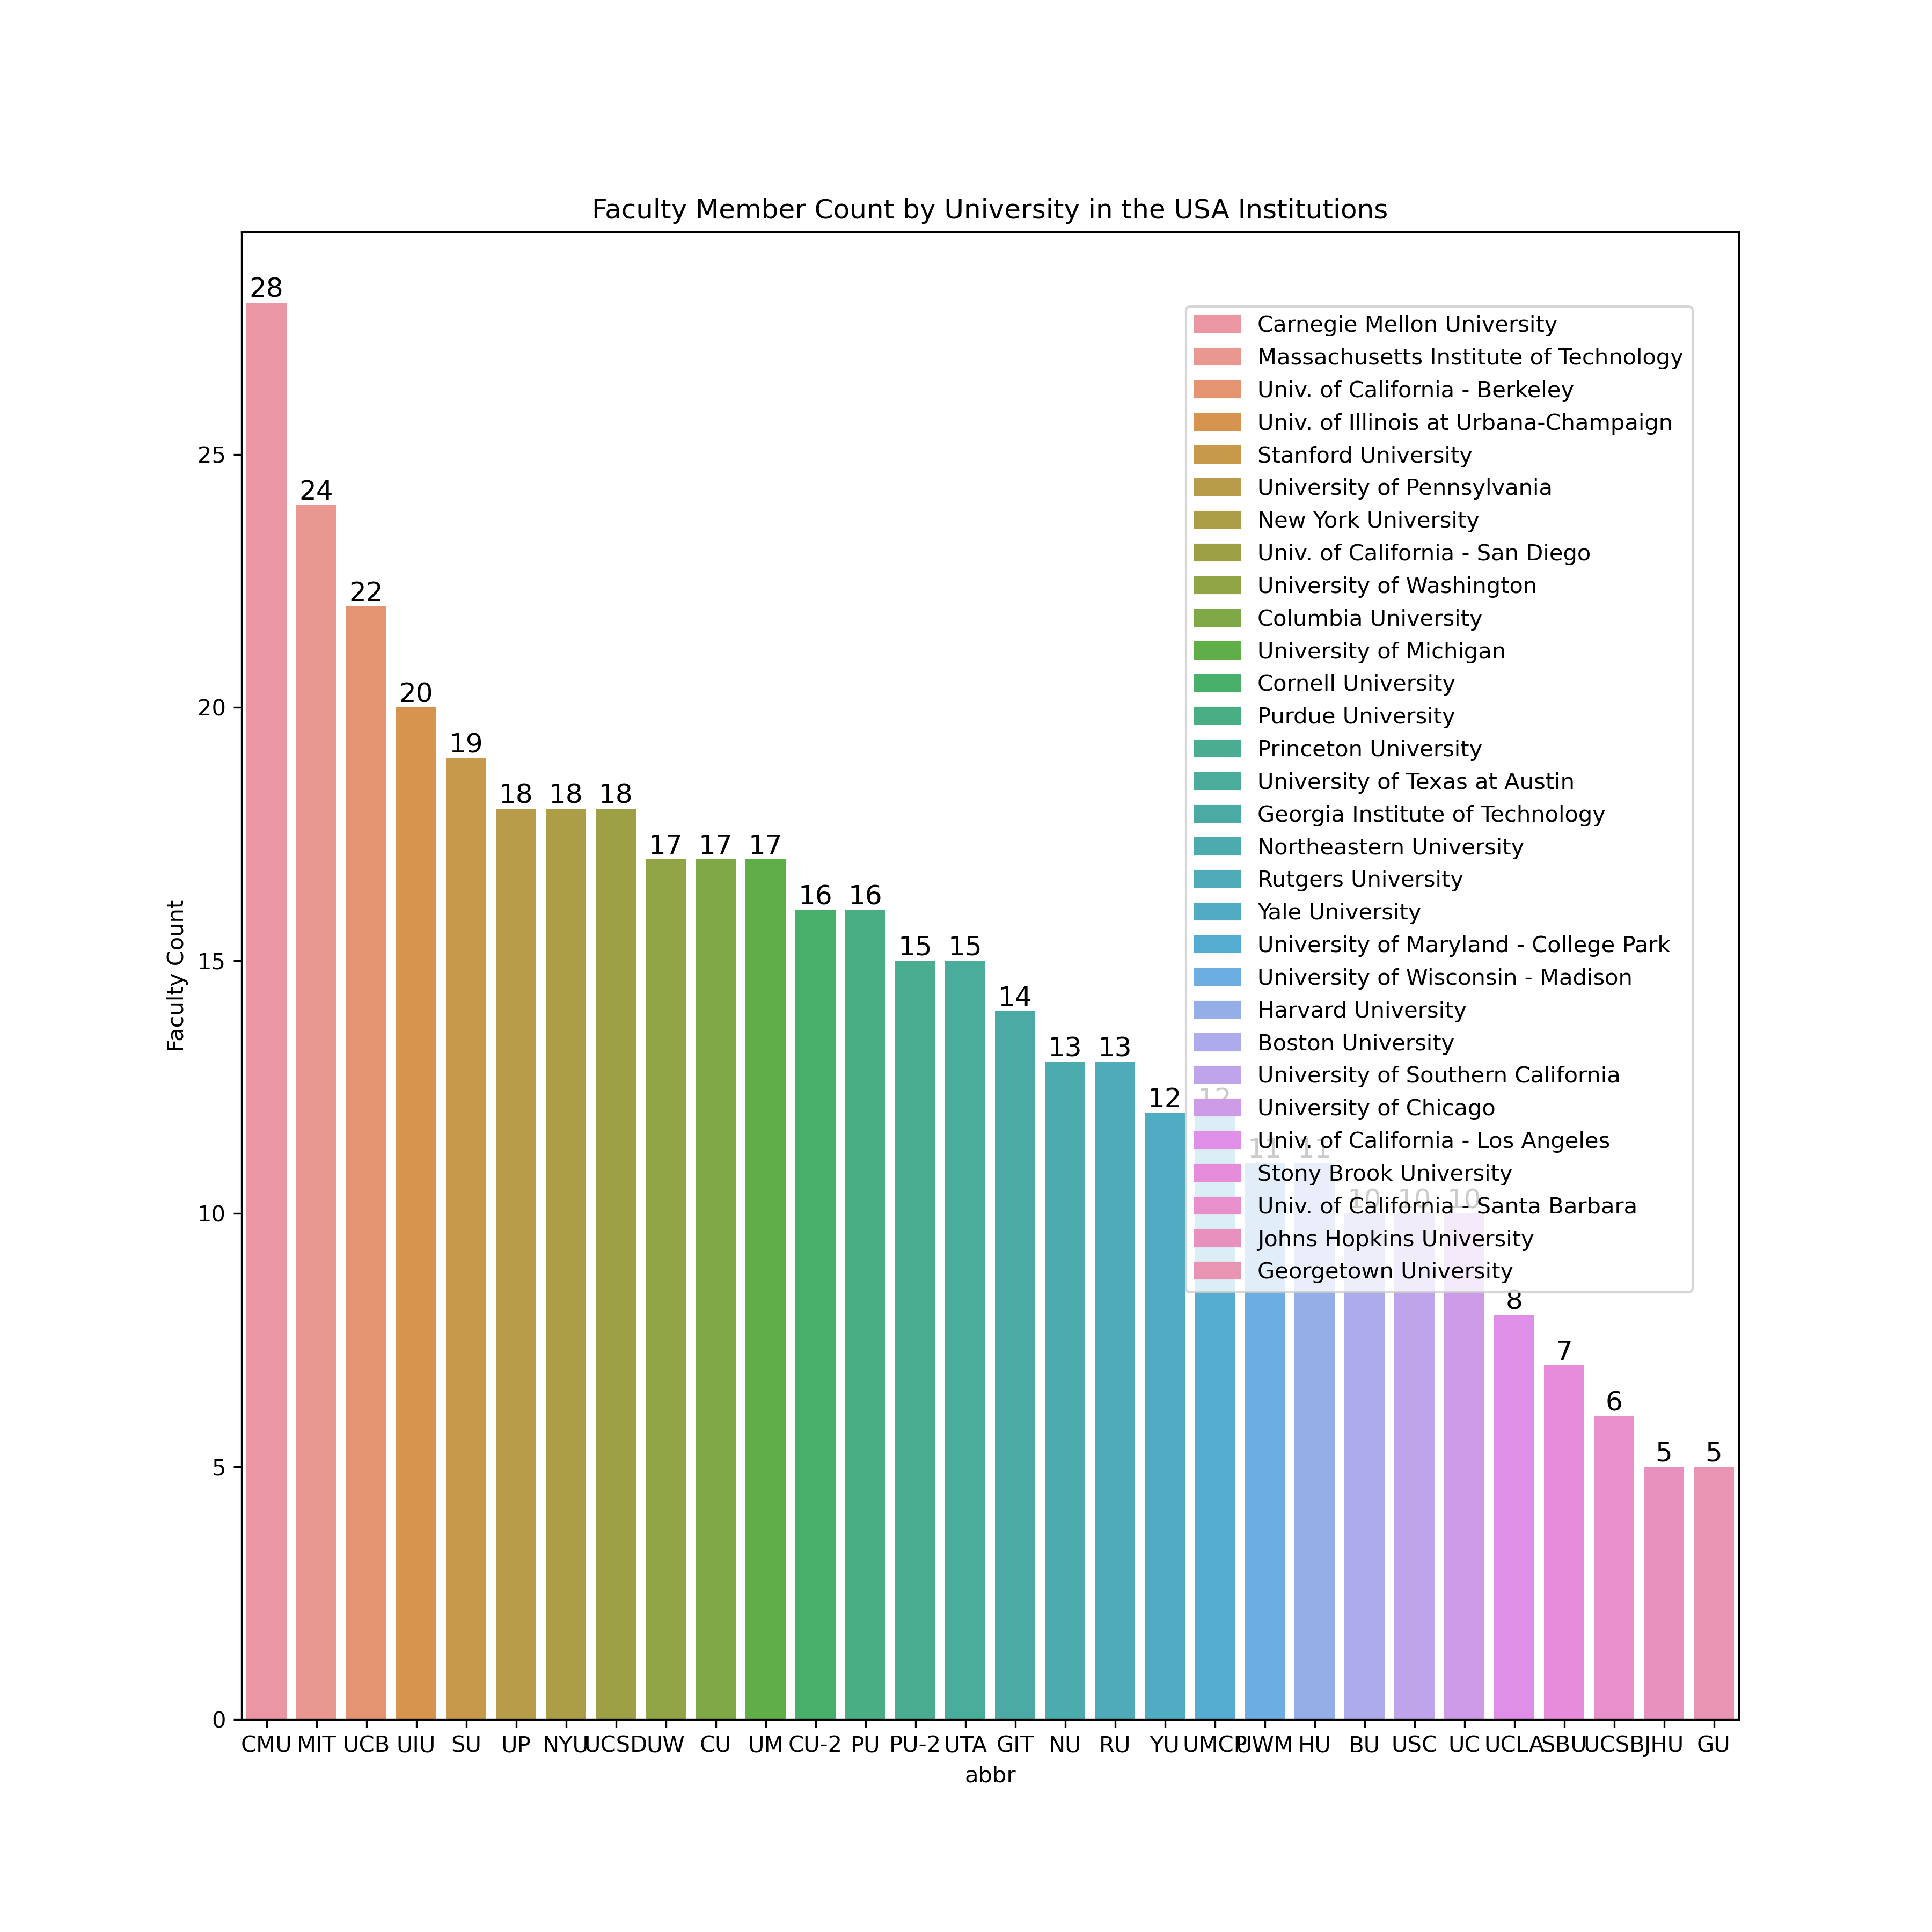 Faculty Member Count by University in the USA Institutions
28
24
22
20
19
18
18
18
17
17
17
16
16
15
15
14
13
13
12
12
11
11
10
10
10
8
7
6
5
5
Carnegie Mellon University
Massachusetts Institute of Technology
Univ. of California - Berkeley
Univ. of Illinois at Urbana-Champaign
Stanford University
University of Pennsylvania
New York University
Univ. of California - San Diego
University of Washington
Columbia University
University of Michigan
Cornell University
Purdue University
Princeton University
University of Texas at Austin
Georgia Institute of Technology
Northeastern University
Rutgers University
Yale University
University of Maryland - College Park
University of Wisconsin - Madison
Harvard University
Boston University
University of Southern California
University of Chicago
Univ. of California - Los Angeles
Stony Brook University
Univ. of California - Santa Barbara
Johns Hopkins University
Georgetown University
Faculty Count
25
20
15
10
5
0
CMU MIT UCB UIU SU UP NYU UCSD UW CU UM CU-2 PU PU-2 UTA GIT NU RU YU UMCP UWM HU BU USC UC UCLA SBU UCSB JHU GU
abbr